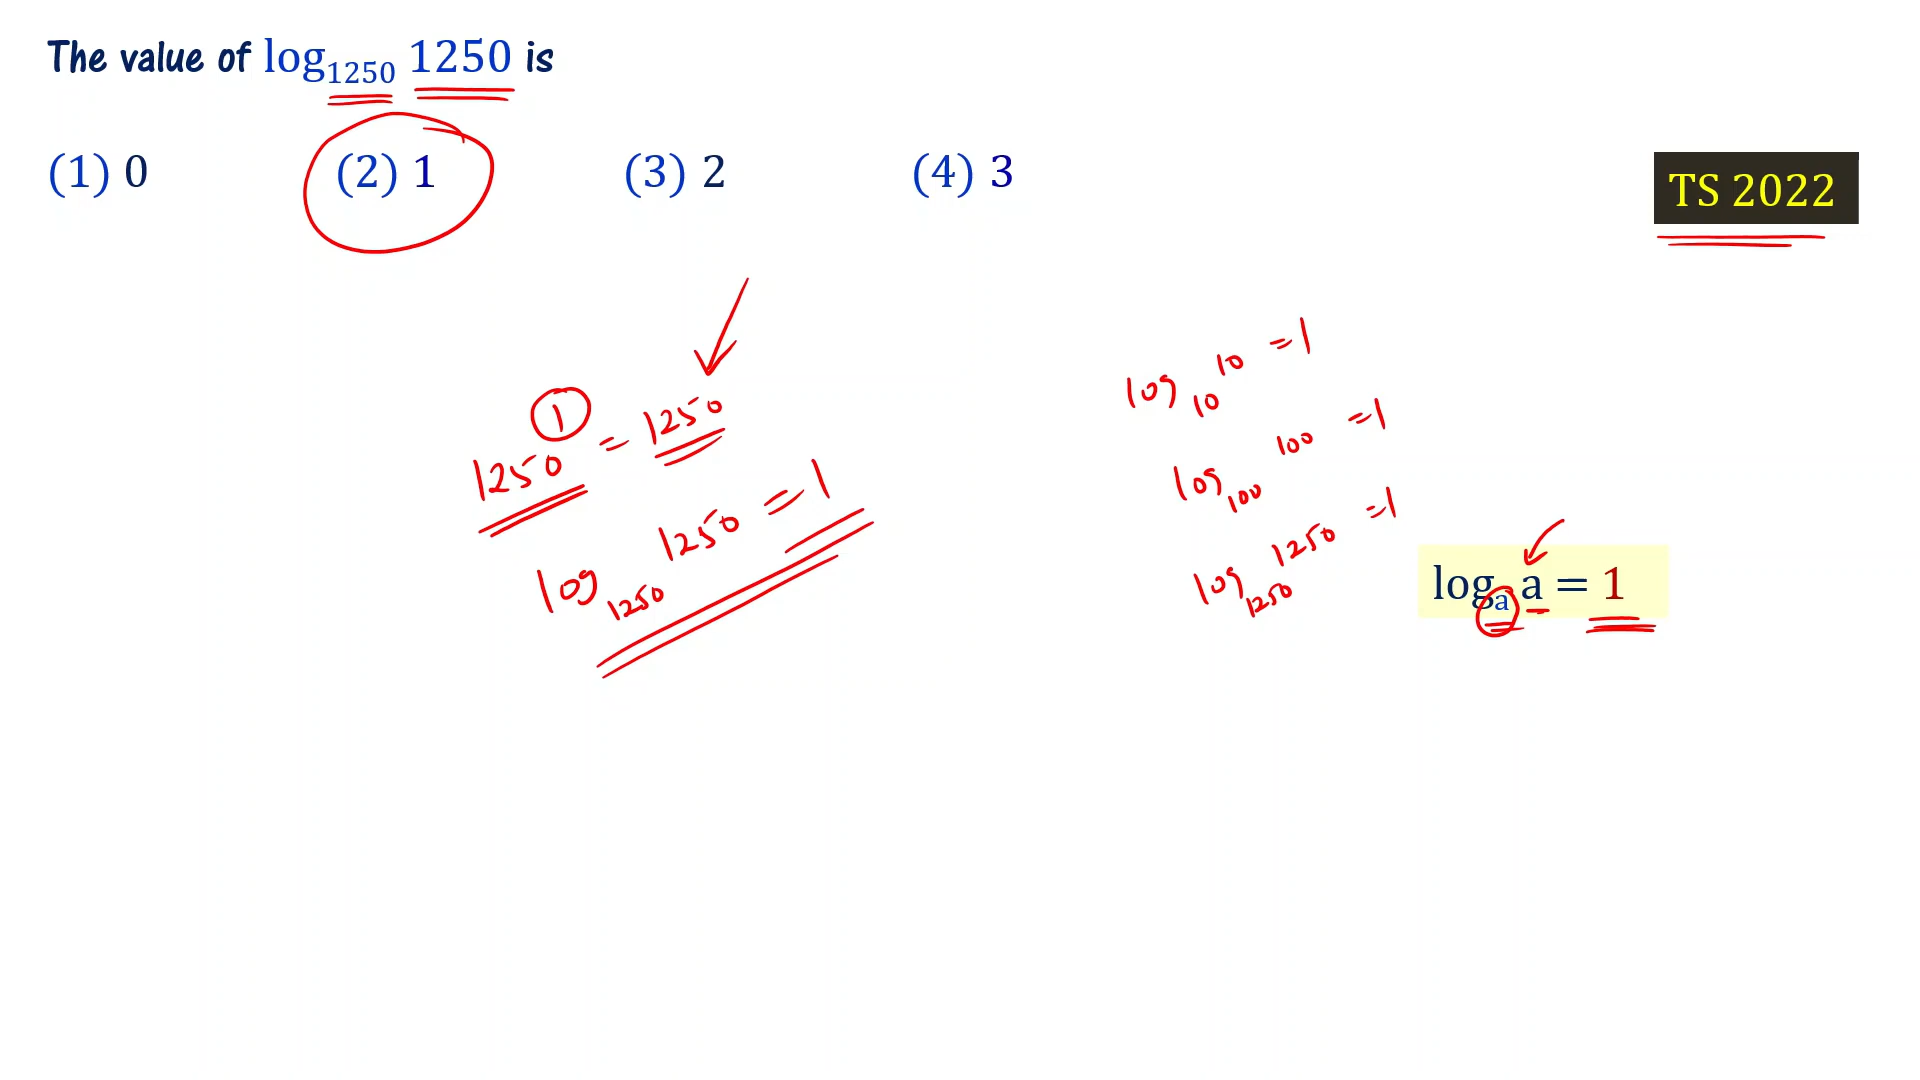 The value of log₁₂₅₀ 1250 is
(1) 0 (2) 1 (3) 2 (4) 3
TS 2022
1250¹ = 1250
log₁₂₅₀ 1250 = 1
log₁₀ 10 = 1
log₁₀₀ 100 = 1
log₁₂₅₀ 1250 = 1
logₐ a = 1